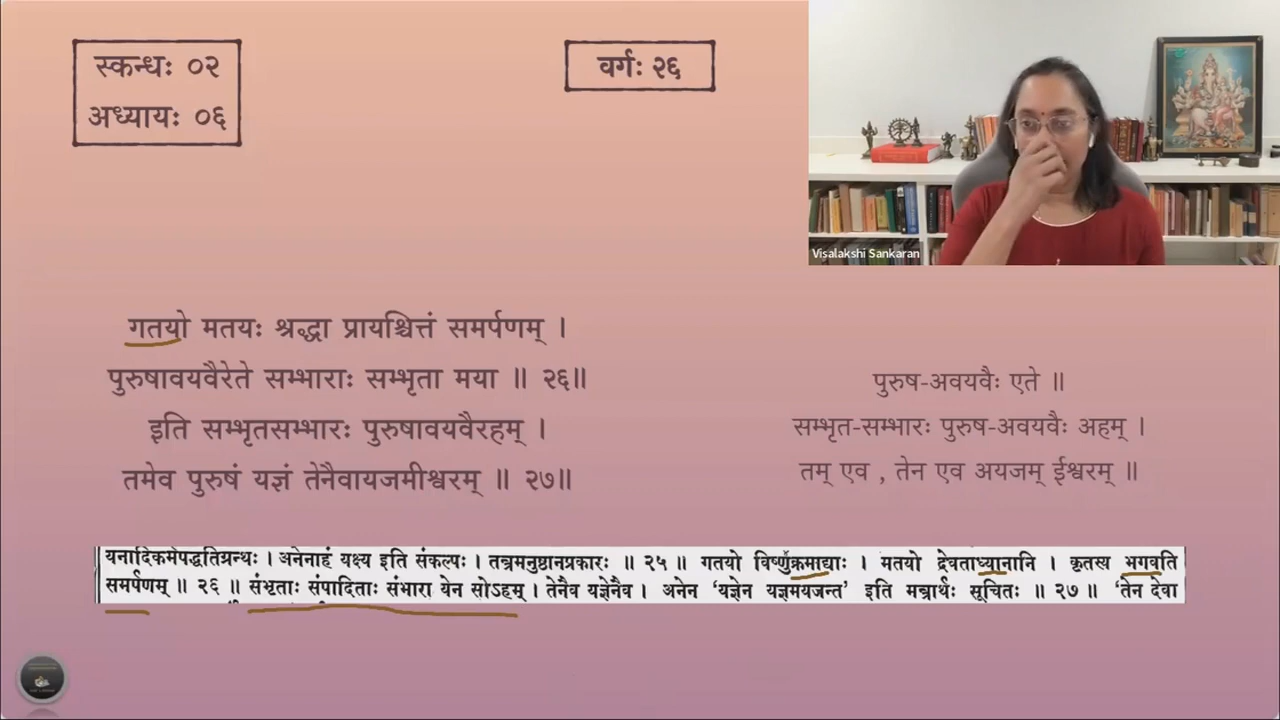 स्कन्धः ०२
अध्यायः ०६
वर्गः २६
Visalakshi Sankaran
गतयो मतयः श्रद्धा प्रायश्चित्तं समर्पणम् ।
पुरुषावयवैरेते सम्भाराः सम्भृता मया ॥ २६॥
इति सम्भृतसम्भारः पुरुषावयवैरहम् ।
तमेव पुरुषं यज्ञं तेनैवायजमीश्वरम् ॥ २७॥
पुरुष-अवयवैः एते ॥
सम्भृत-सम्भारः पुरुष-अवयवैः अहम् ।
तम् एव , तेन एव अयजम् ईश्वरम् ॥
यनादिकर्मपद्धतिग्रन्थः । अनेनाहं यक्ष्य इति संकल्पः । तन्त्रमनुष्ठानप्रकारः ॥ २५ ॥ गतयो विष्णुक्रमाद्याः । मतयो देवताध्यानानि । कृतस्य भगवति
समर्पणम् ॥ २६ ॥ संभृताः संपादिताः संभारा येन सोऽहम् । तेनैव यज्ञेनैव । अनेन ‘यज्ञेन यज्ञमयजन्त’ इति मन्त्रार्थः सूचितः ॥ २७ ॥ ‘तेन देवा